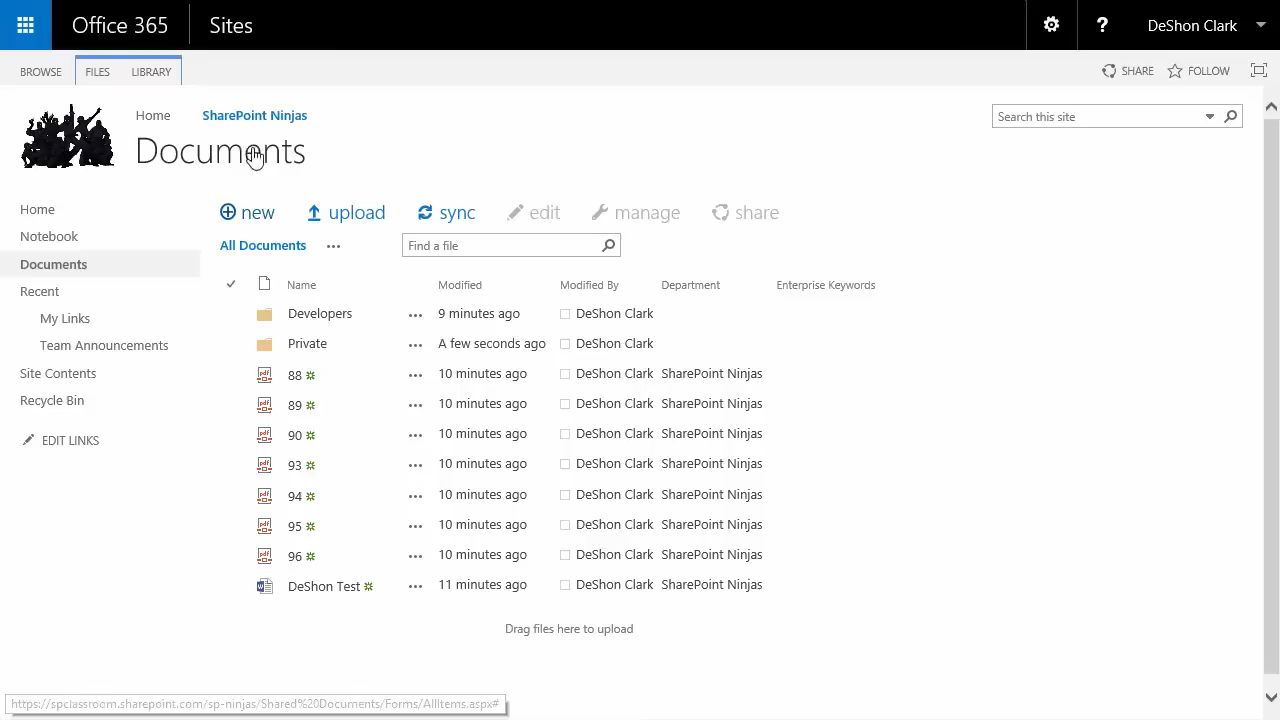 Office 365 Sites ? DeShon Clark
BROWSE FILES LIBRARY SHARE FOLLOW
Home SharePoint Ninjas
Search this site
Documents
Home
Notebook
Documents
Recent
My Links
Team Announcements
Site Contents
Recycle Bin
EDIT LINKS
new upload sync edit manage share
All Documents ... Find a file
Name Modified Modified By Department Enterprise Keywords
Developers ... 9 minutes ago DeShon Clark
Private ... A few seconds ago DeShon Clark
88 ... 10 minutes ago DeShon Clark SharePoint Ninjas
89 ... 10 minutes ago DeShon Clark SharePoint Ninjas
90 ... 10 minutes ago DeShon Clark SharePoint Ninjas
93 ... 10 minutes ago DeShon Clark SharePoint Ninjas
94 ... 10 minutes ago DeShon Clark SharePoint Ninjas
95 ... 10 minutes ago DeShon Clark SharePoint Ninjas
96 ... 10 minutes ago DeShon Clark SharePoint Ninjas
DeShon Test ... 11 minutes ago DeShon Clark SharePoint Ninjas
Drag files here to upload
https://spclassroom.sharepoint.com/sp-ninjas/Shared%20Documents/Forms/AllItems.aspx#